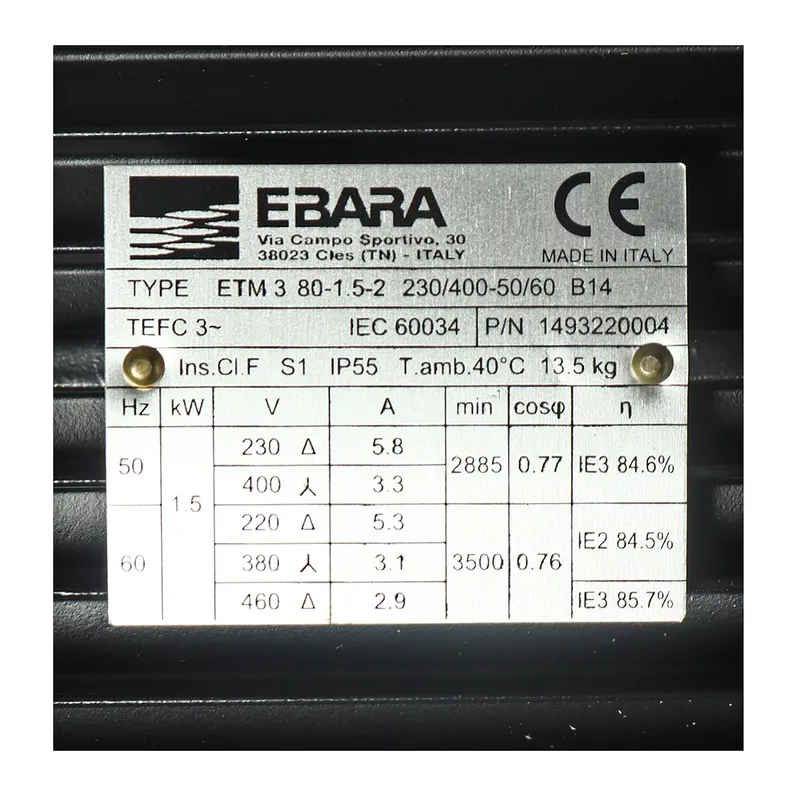 EBARA
Via Campo Sportivo, 30
38023 Cles (TN) - ITALY
CE
MADE IN ITALY
TYPE ETM 3 80-1.5-2 230/400-50/60 B14
TEFC 3~ IEC 60034 P/N 1493220004
Ins.Cl.F S1 IP55 T.amb.40°C 13.5 kg
Hz kW V A min cosφ η
50 1.5 230 Δ 5.8 2885 0.77 IE3 84.6%
400 ⅄ 3.3
60 220 Δ 5.3 3500 0.76 IE2 84.5%
380 ⅄ 3.1
460 Δ 2.9 IE3 85.7%